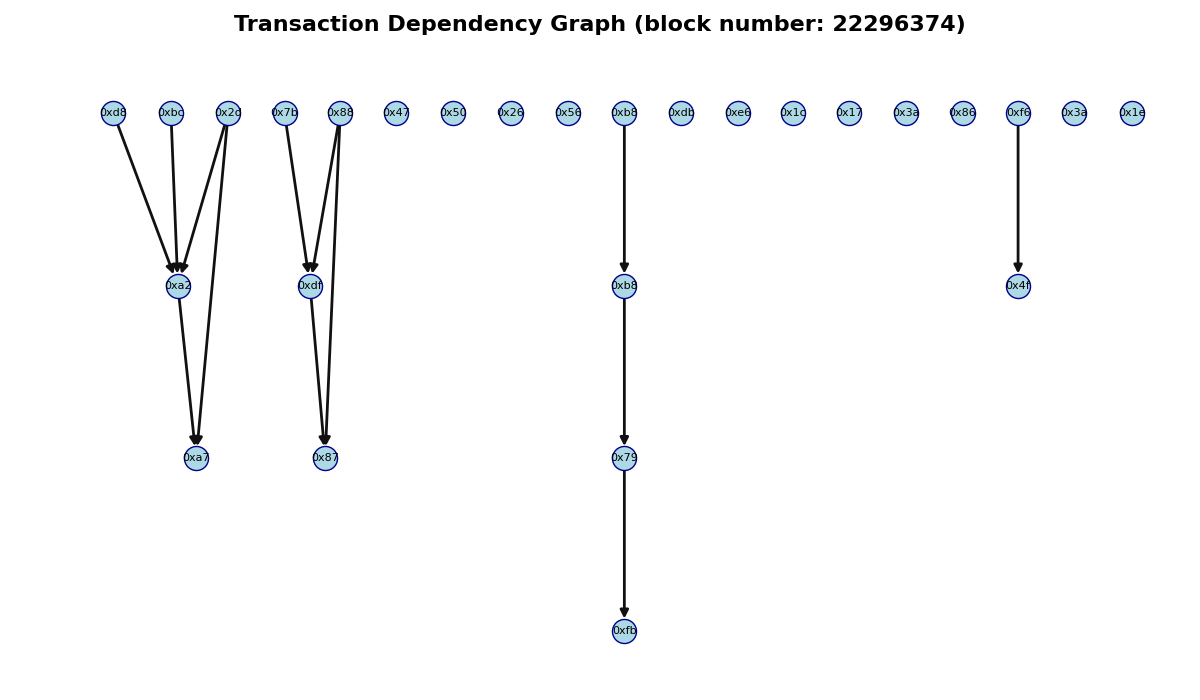 Transaction Dependency Graph (block number: 22296374)
0xd8 0xbc 0x2d 0x7b 0x88 0x47 0x50 0x26 0x56 0xb8 0xdb 0xe6 0x1c 0x17 0x3a 0x86 0xf6 0x3a 0x1e
0xa2 0xdf 0xb8 0x4f
0xa7 0x87 0x79
0xfb